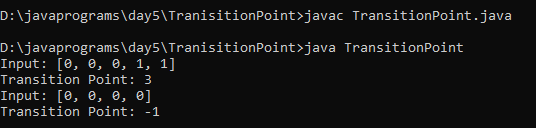 D:\javaprograms\day5\TranisitionPoint>javac TransitionPoint.java
D:\javaprograms\day5\TranisitionPoint>java TransitionPoint
Input: [0, 0, 0, 1, 1]
Transition Point: 3
Input: [0, 0, 0, 0]
Transition Point: -1